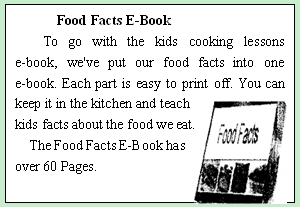 Food Facts E-Book
To go with the kids cooking lessons
e-book, we've put our food facts into one
e-book. Each part is easy to print off. You can
keep it in the kitchen and teach
kids facts about the food we eat.
The Food Facts E-B ook has
over 60 Pages.
Food Facts